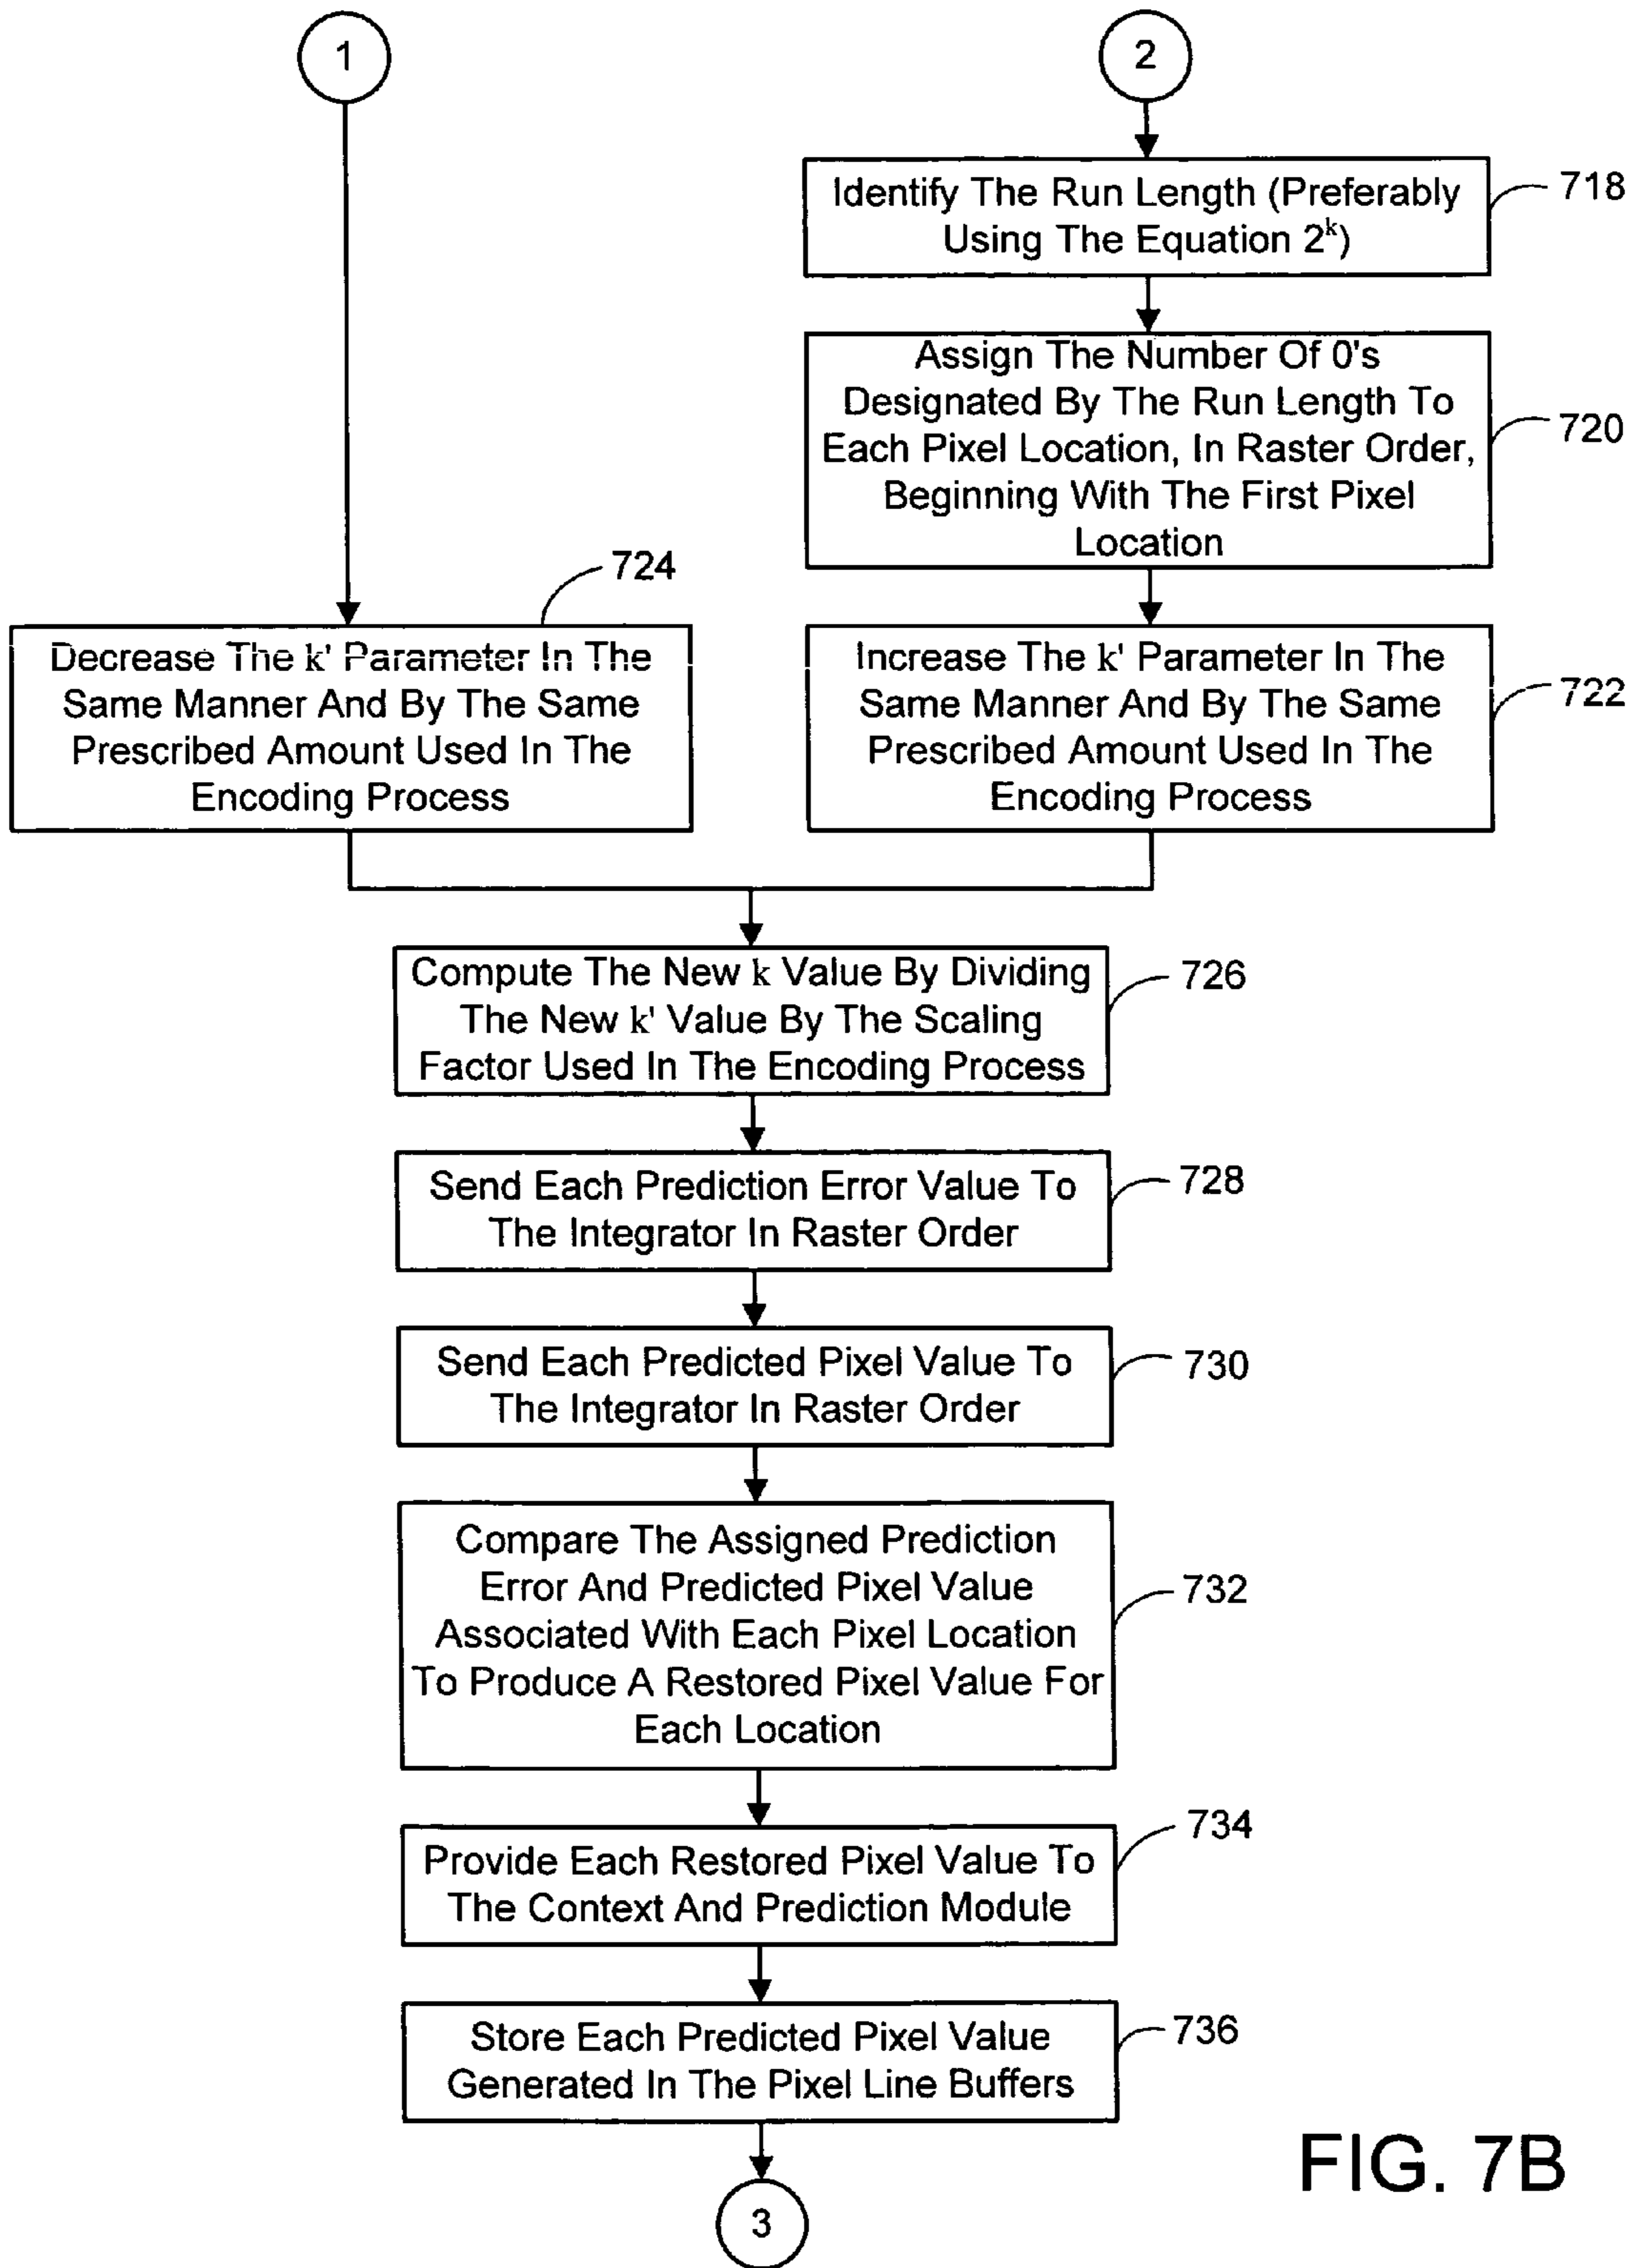 1
2
Identify The Run Length (Preferably
Using The Equation 2^k)
718
Assign The Number Of 0's
Designated By The Run Length To
Each Pixel Location, In Raster Order,
Beginning With The First Pixel
Location
720
724
Decrease The k' Parameter In The
Same Manner And By The Same
Prescribed Amount Used In The
Encoding Process
Increase The k' Parameter In The
Same Manner And By The Same
Prescribed Amount Used In The
Encoding Process
722
Compute The New k Value By Dividing
The New k' Value By The Scaling
Factor Used In The Encoding Process
726
Send Each Prediction Error Value To
The Integrator In Raster Order
728
Send Each Predicted Pixel Value To
The Integrator In Raster Order
730
Compare The Assigned Prediction
Error And Predicted Pixel Value
Associated With Each Pixel Location
To Produce A Restored Pixel Value For
Each Location
732
Provide Each Restored Pixel Value To
The Context And Prediction Module
734
Store Each Predicted Pixel Value
Generated In The Pixel Line Buffers
736
3
FIG. 7B